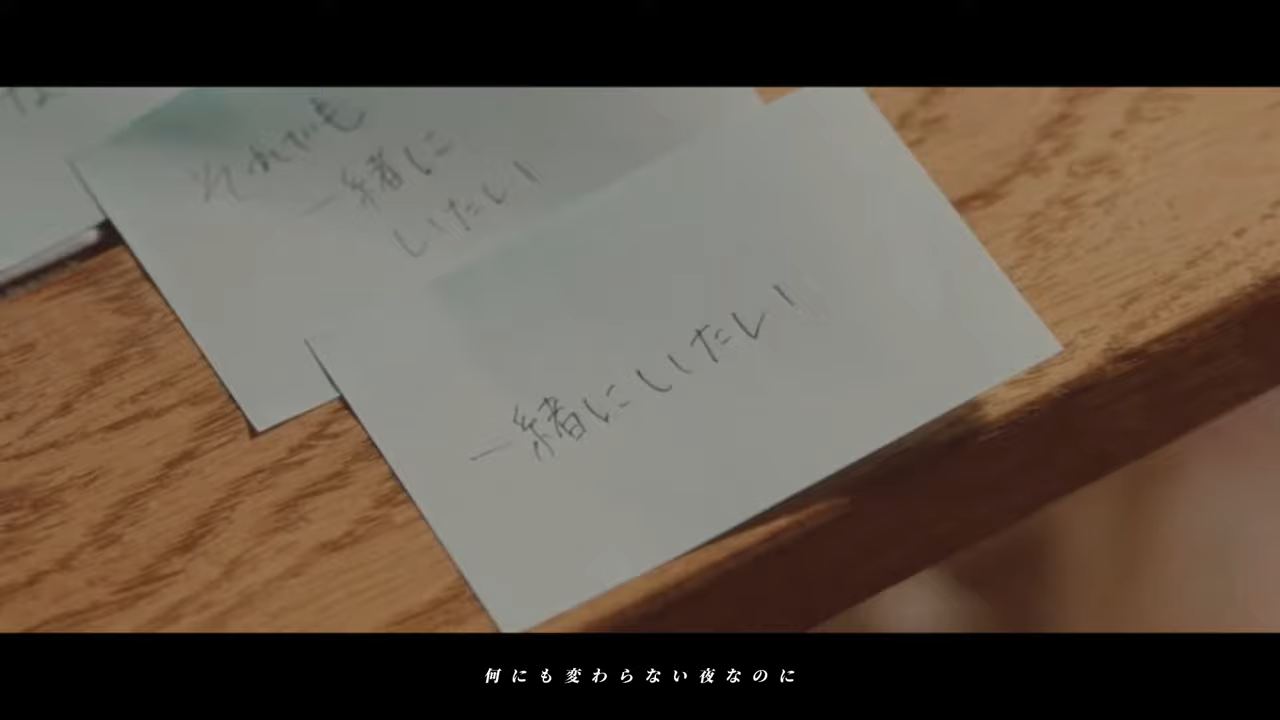 それでも
一緒に
いたい
一緒にいたい
何にも変わらない夜なのに